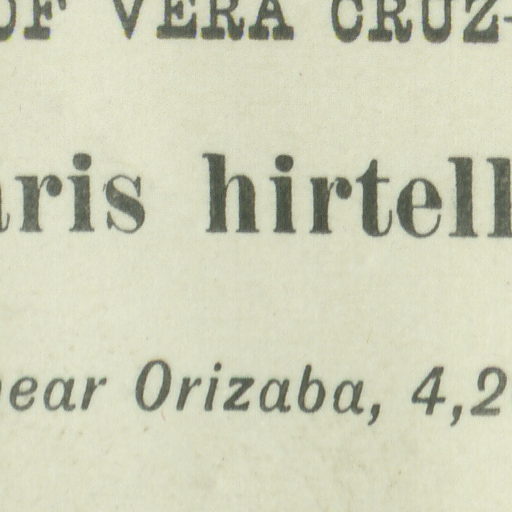 OF VERA CRUZ-
aris hirtell
near Orizaba, 4,2